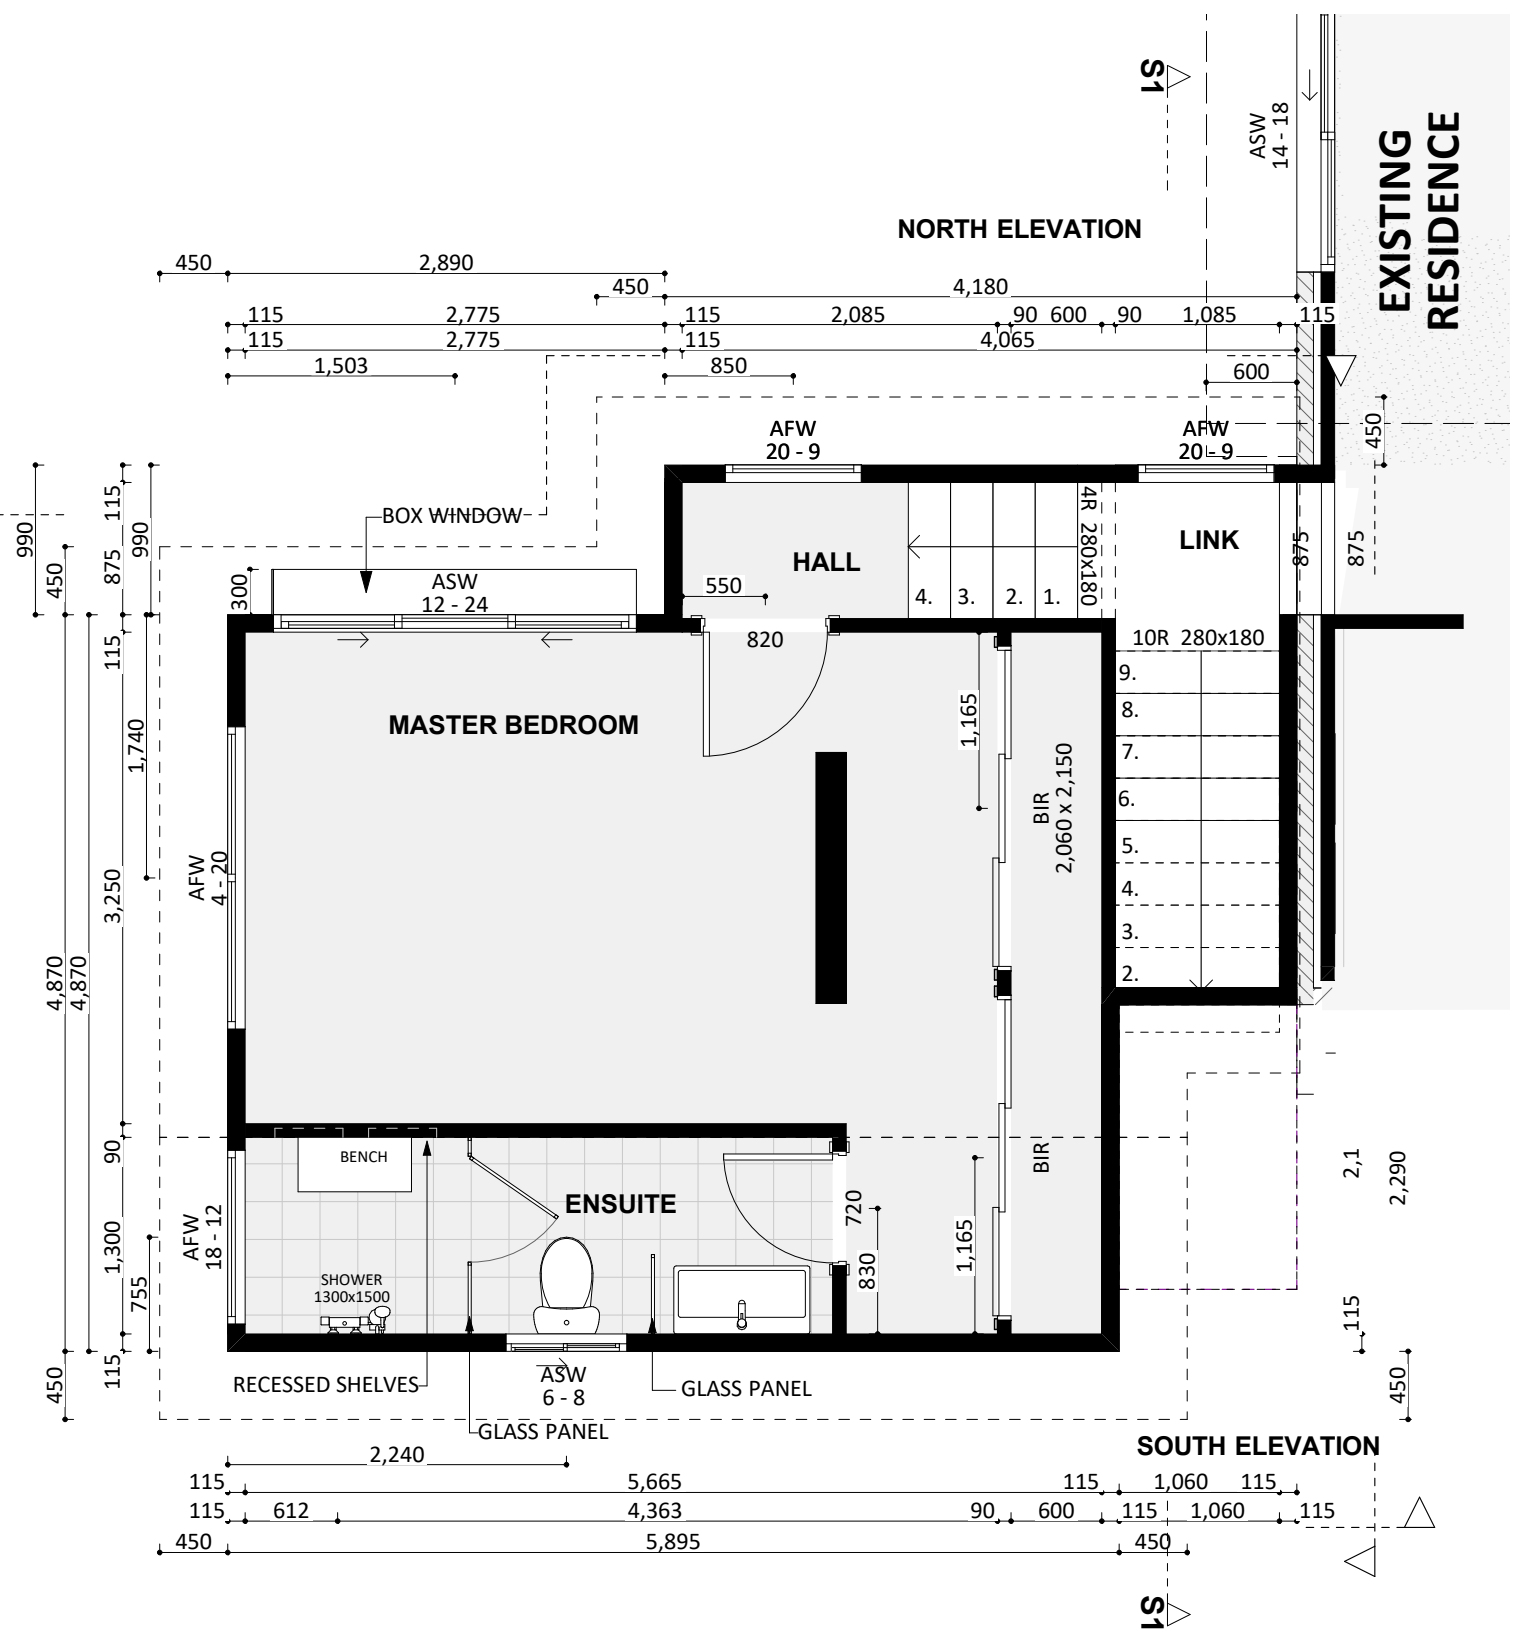 S1
ASW
14 - 18
EXISTING
RESIDENCE
NORTH ELEVATION
450
2,890
450
4,180
115
2,775
115
2,085
90
600
90
1,085
115
115
2,775
115
4,065
1,503
850
600
AFW
20 - 9
AFW
20 - 9
450
990
450
115
875
990
BOX WINDOW
300
ASW
12 - 24
HALL
550
4.
3.
2.
1.
4R 280x180
LINK
875
875
820
115
10R 280x180
9.
8.
7.
6.
5.
4.
3.
2.
MASTER BEDROOM
1,165
BIR
2,060 x 2,150
1,740
AFW
4 - 20
3,250
4,870
4,870
90
BENCH
ENSUITE
720
830
1,165
BIR
2,1
2,290
1,300
755
AFW
18 - 12
SHOWER
1300x1500
115
115
450
450
RECESSED SHELVES
ASW
6 - 8
GLASS PANEL
GLASS PANEL
SOUTH ELEVATION
2,240
115
5,665
115
1,060
115
115
612
4,363
90
600
115
1,060
115
450
5,895
450
S1